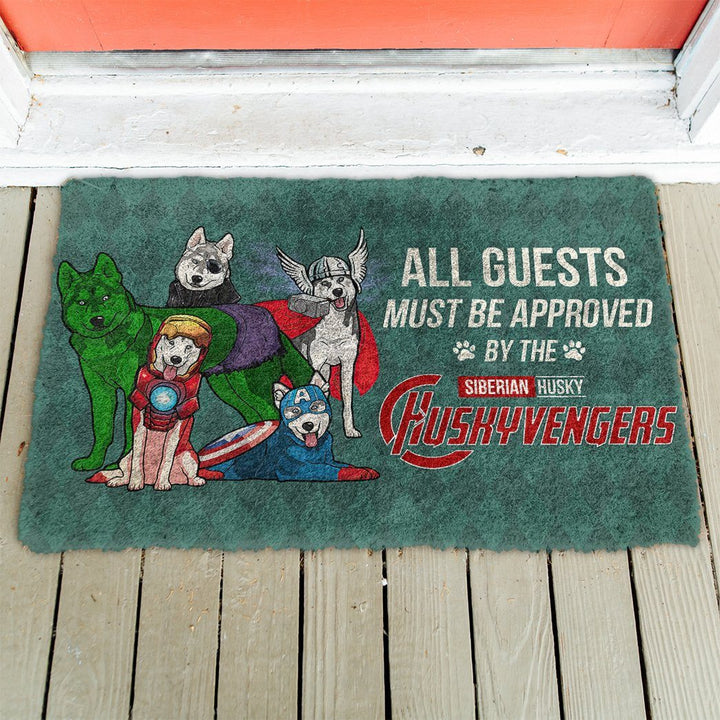 ALL GUESTS
MUST BE APPROVED
BY THE
SIBERIAN HUSKY
HUSKYVENGERS
A